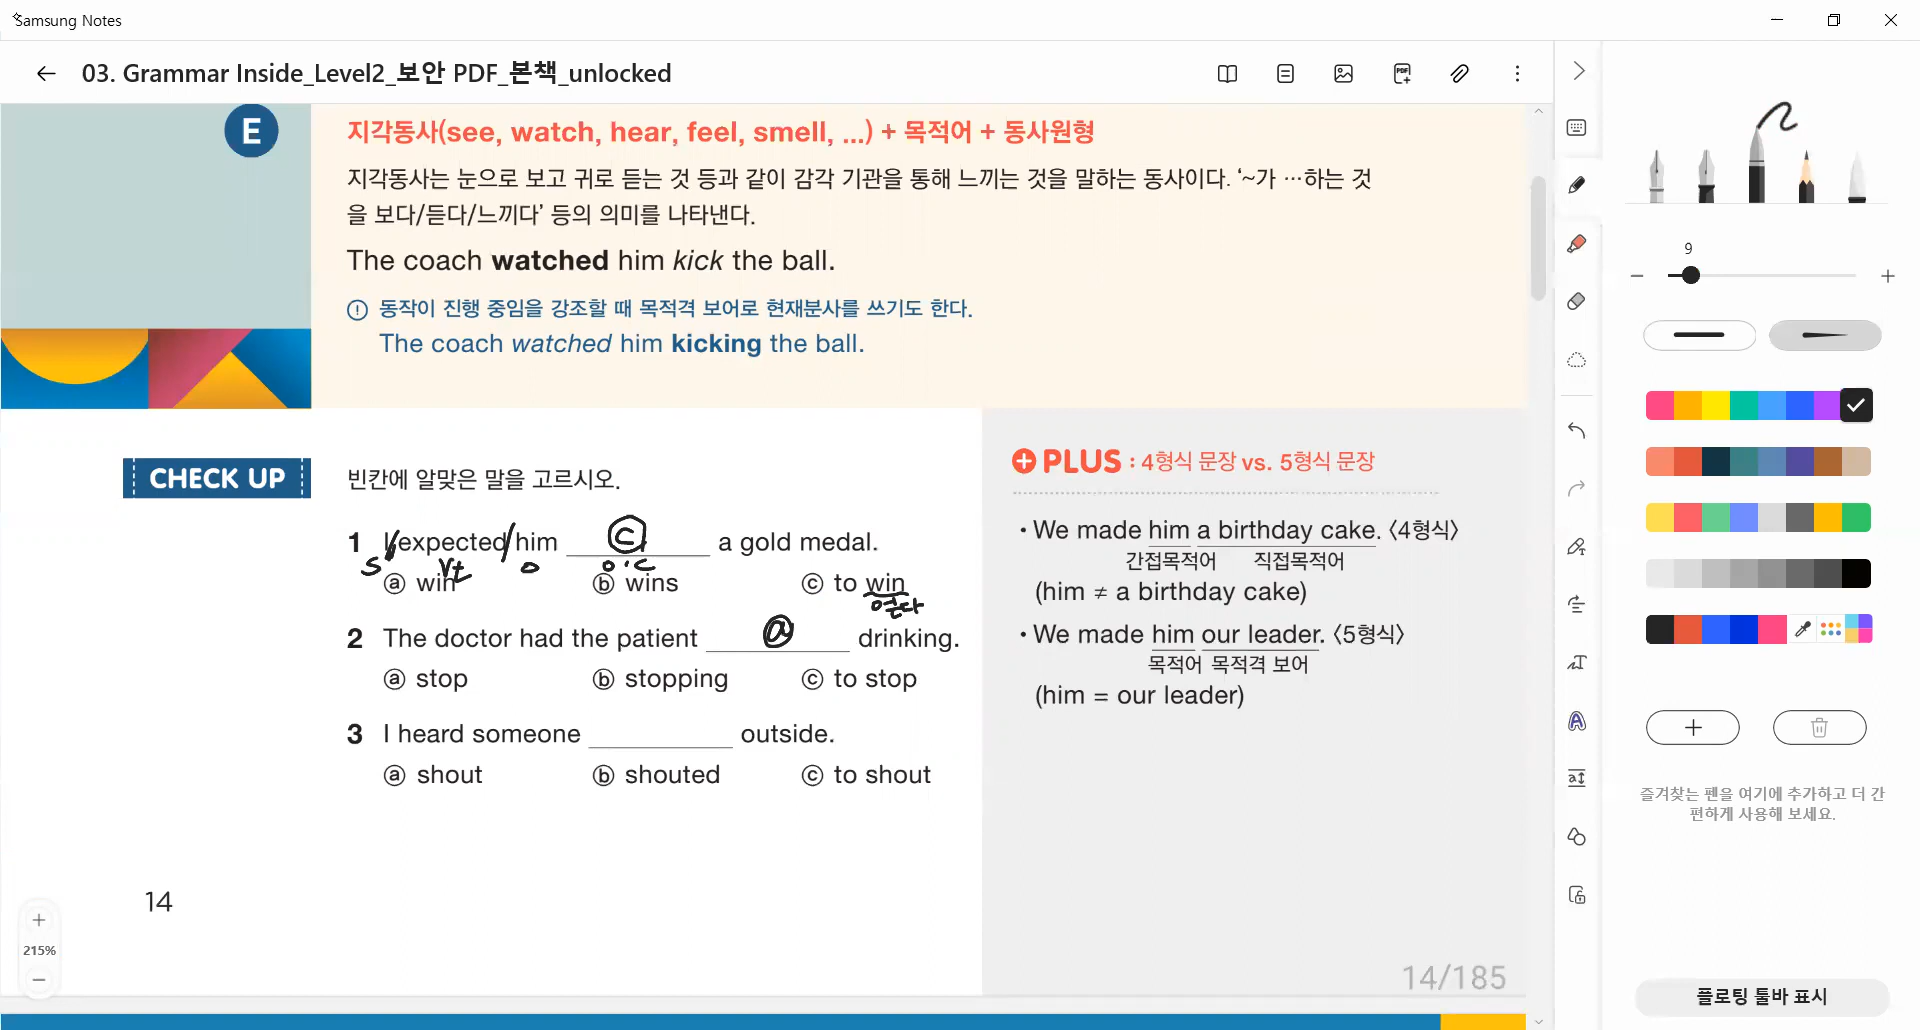 Samsung Notes
03. Grammar Inside_Level2_보안 PDF_본책_unlocked
E
지각동사(see, watch, hear, feel, smell, ...) + 목적어 + 동사원형
지각동사는 눈으로 보고 귀로 듣는 것 등과 같이 감각 기관을 통해 느끼는 것을 말하는 동사이다. ‘~가 …하는 것
을 보다/듣다/느끼다’ 등의 의미를 나타낸다.
The coach watched him kick the ball.
동작이 진행 중임을 강조할 때 목적격 보어로 현재분사를 쓰기도 한다.
The coach watched him kicking the ball.
CHECK UP
빈칸에 알맞은 말을 고르시오.
1 I expected him ⓒ a gold medal.
S Vt O O.C
ⓐ win ⓑ wins ⓒ to win
얻다
2 The doctor had the patient ⓐ drinking.
ⓐ stop ⓑ stopping ⓒ to stop
3 I heard someone ________ outside.
ⓐ shout ⓑ shouted ⓒ to shout
14
PLUS : 4형식 문장 vs. 5형식 문장
• We made him a birthday cake. 〈4형식〉
간접목적어 직접목적어
(him ≠ a birthday cake)
• We made him our leader. 〈5형식〉
목적어 목적격 보어
(him = our leader)
14/185
215%
9
즐겨찾는 펜을 여기에 추가하고 더 간
편하게 사용해 보세요.
플로팅 툴바 표시